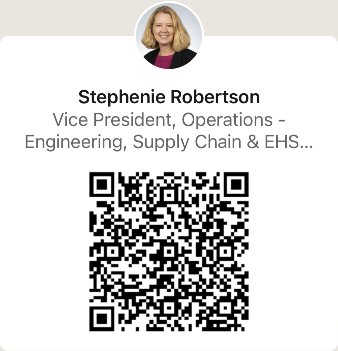 Stephenie Robertson
Vice President, Operations -
Engineering, Supply Chain & EHS...